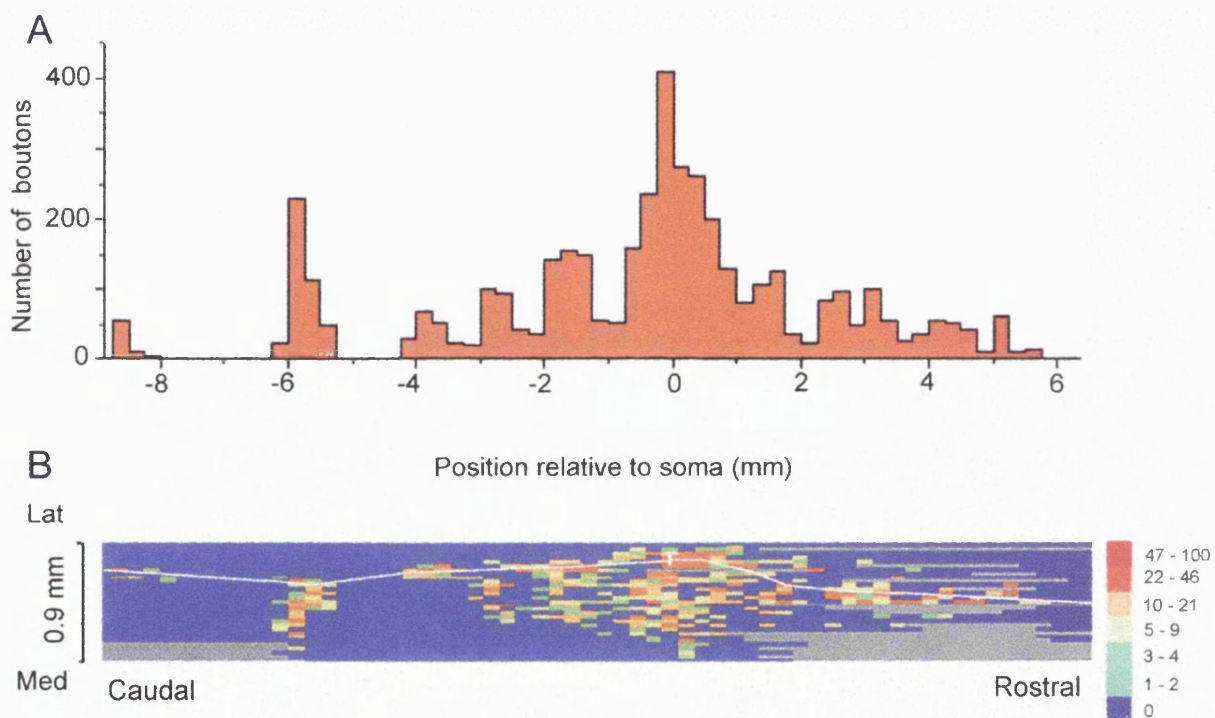 A
Number of boutons
400
200
0
-8 -6 -4 -2 0 2 4 6
Position relative to soma (mm)
B
Lat
0.9 mm
Med
Caudal
Rostral
47 - 100
22 - 46
10 - 21
5 - 9
3 - 4
1 - 2
0